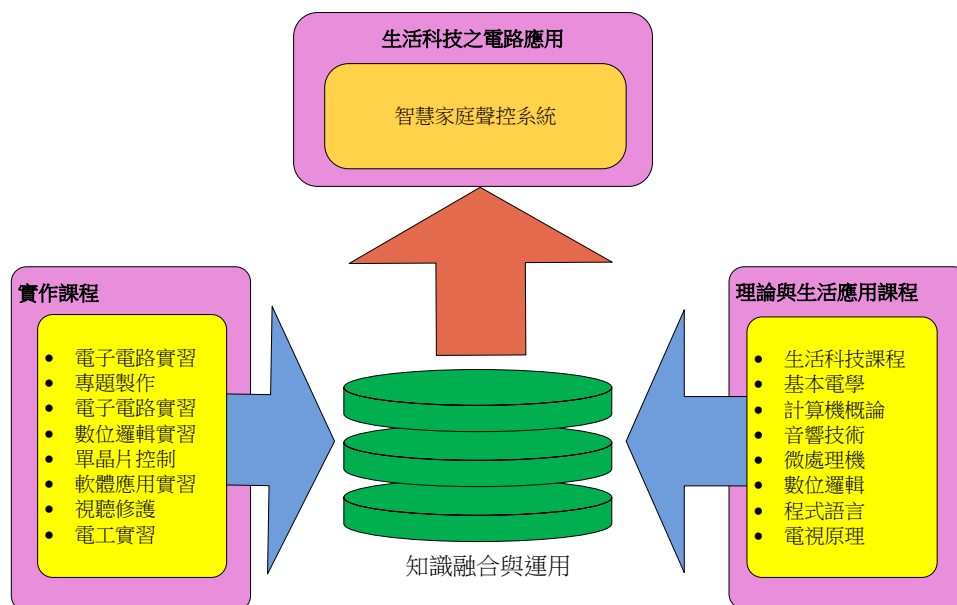 生活科技之電路應用
智慧家庭聲控系統
實作課程
• 電子電路實習
• 專題製作
• 電子電路實習
• 數位邏輯實習
• 單晶片控制
• 軟體應用實習
• 視聽修護
• 電工實習
理論與生活應用課程
• 生活科技課程
• 基本電學
• 計算機概論
• 音響技術
• 微處理機
• 數位邏輯
• 程式語言
• 電視原理
知識融合與運用